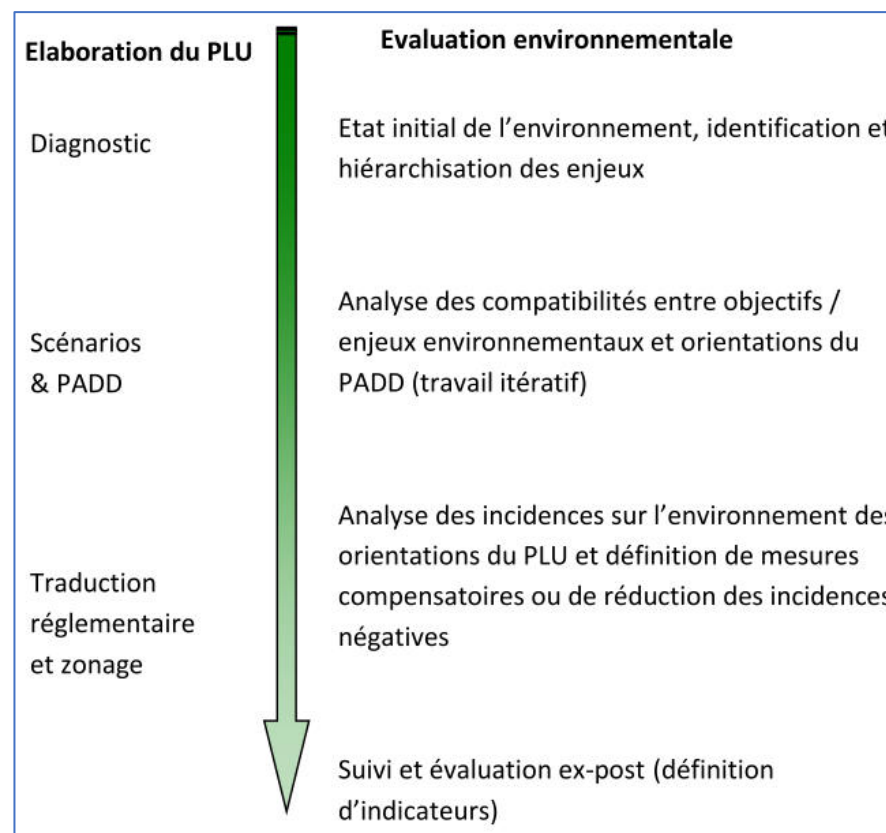 Elaboration du PLU
Evaluation environnementale
Diagnostic
Etat initial de l'environnement, identification et
hiérarchisation des enjeux
Scénarios
& PADD
Analyse des compatibilités entre objectifs /
enjeux environnementaux et orientations du
PADD (travail itératif)
Traduction
réglementaire
et zonage
Analyse des incidences sur l'environnement des
orientations du PLU et définition de mesures
compensatoires ou de réduction des incidences
négatives
Suivi et évaluation ex-post (définition
d'indicateurs)